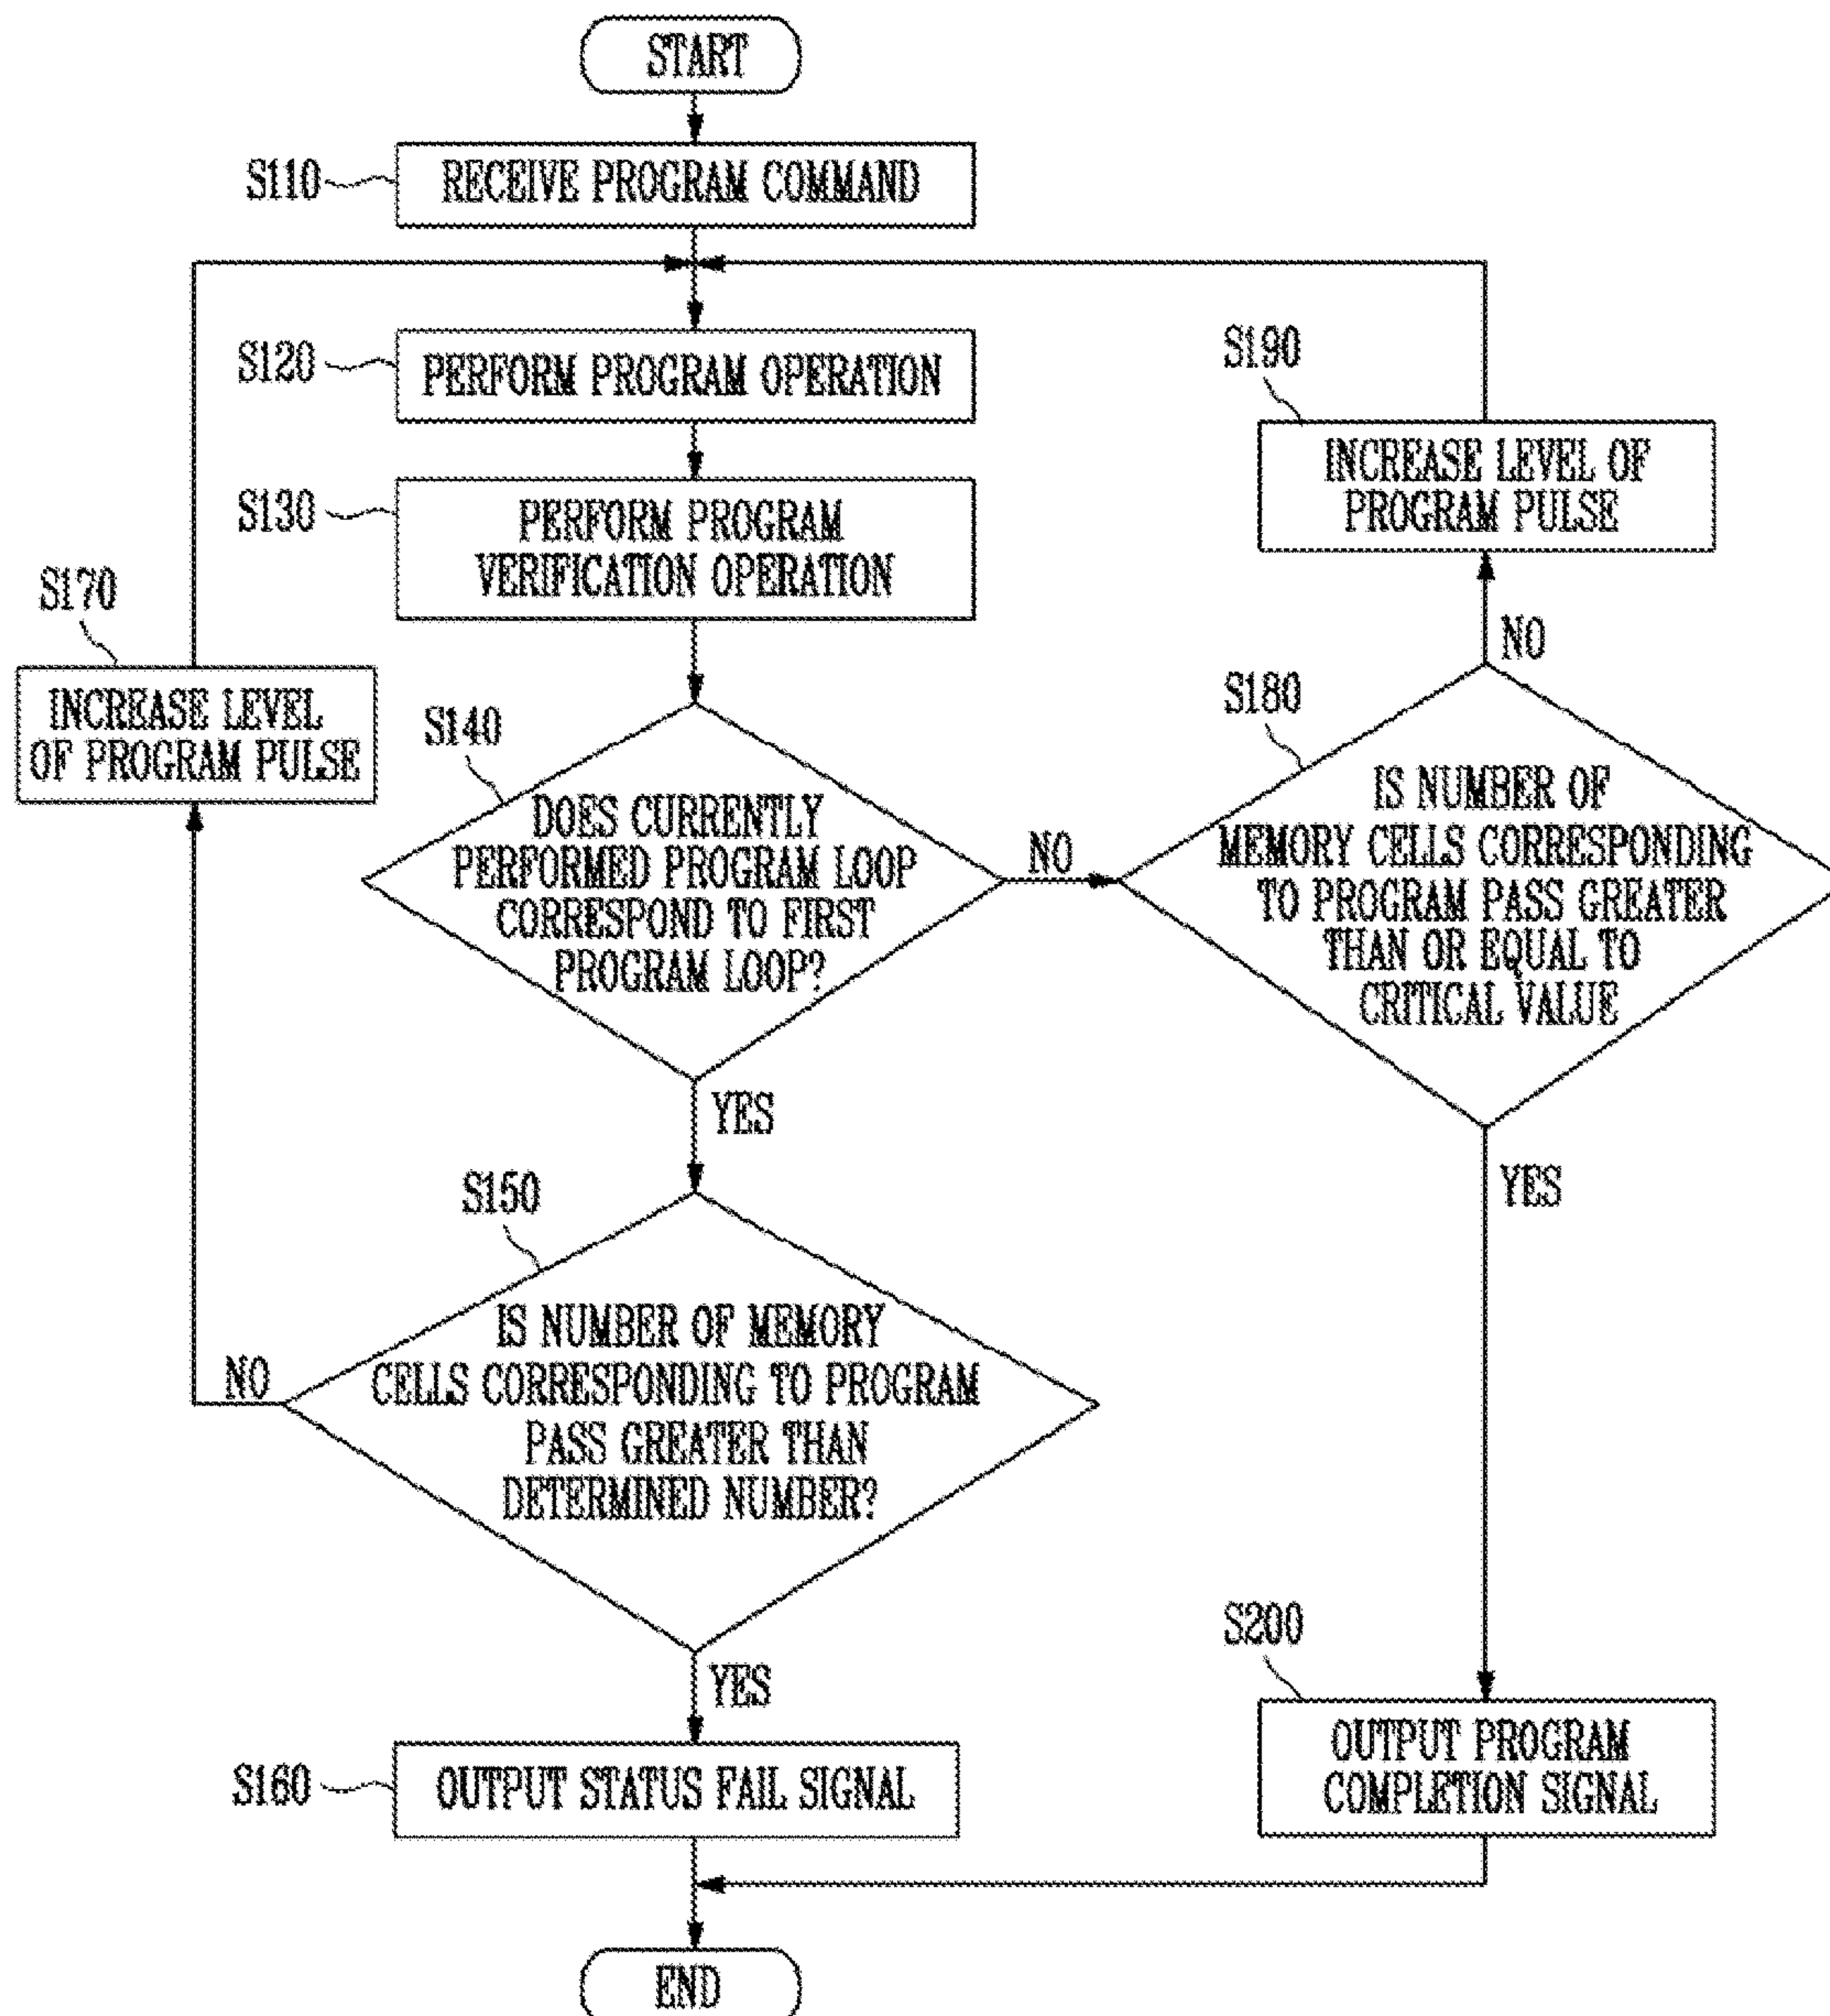 START
S110
RECEIVE PROGRAM COMMAND
S120
PERFORM PROGRAM OPERATION
S130
PERFORM PROGRAM
VERIFICATION OPERATION
S140
DOES CURRENTLY
PERFORMED PROGRAM LOOP
CORRESPOND TO FIRST
PROGRAM LOOP?
NO
YES
S150
IS NUMBER OF MEMORY
CELLS CORRESPONDING TO PROGRAM
PASS GREATER THAN
DETERMINED NUMBER?
NO
YES
S160
OUTPUT STATUS FAIL SIGNAL
S170
INCREASE LEVEL
OF PROGRAM PULSE
S180
IS NUMBER OF
MEMORY CELLS CORRESPONDING
TO PROGRAM PASS GREATER
THAN OR EQUAL TO
CRITICAL VALUE
NO
YES
S190
INCREASE LEVEL OF
PROGRAM PULSE
S200
OUTPUT PROGRAM
COMPLETION SIGNAL
END